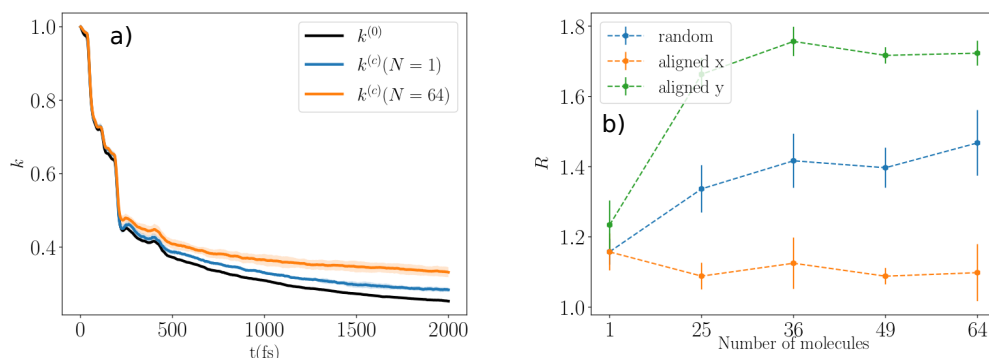 a)
k^{(0)}
k^{(c)}(N = 1)
k^{(c)}(N = 64)
1.0
0.8
0.6
0.4
k
0
500
1000
1500
2000
t(fs)
random
aligned x
aligned y
b)
1.8
1.6
1.4
1.2
1.0
R
1
25
36
49
64
Number of molecules